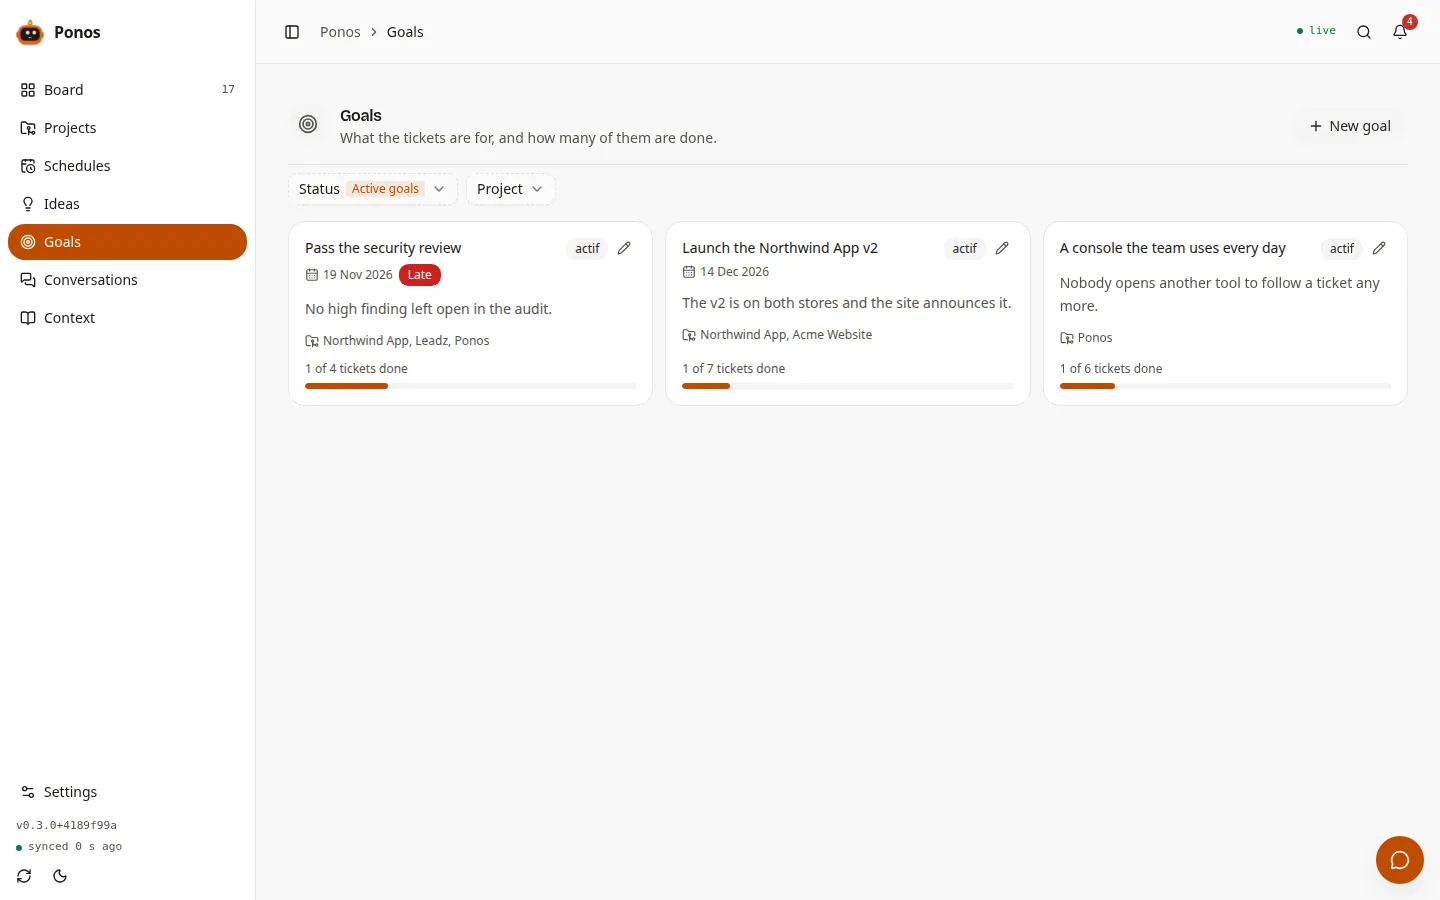 Ponos
Board 17
Projects
Schedules
Ideas
Goals
Conversations
Context
Settings
v0.3.0+4189f99a
synced 0 s ago
Ponos > Goals
live
4
Goals
What the tickets are for, and how many of them are done.
New goal
Status Active goals
Project
Pass the security review actif
19 Nov 2026 Late
No high finding left open in the audit.
Northwind App, Leadz, Ponos
1 of 4 tickets done
Launch the Northwind App v2 actif
14 Dec 2026
The v2 is on both stores and the site announces it.
Northwind App, Acme Website
1 of 7 tickets done
A console the team uses every day actif
Nobody opens another tool to follow a ticket any
more.
Ponos
1 of 6 tickets done